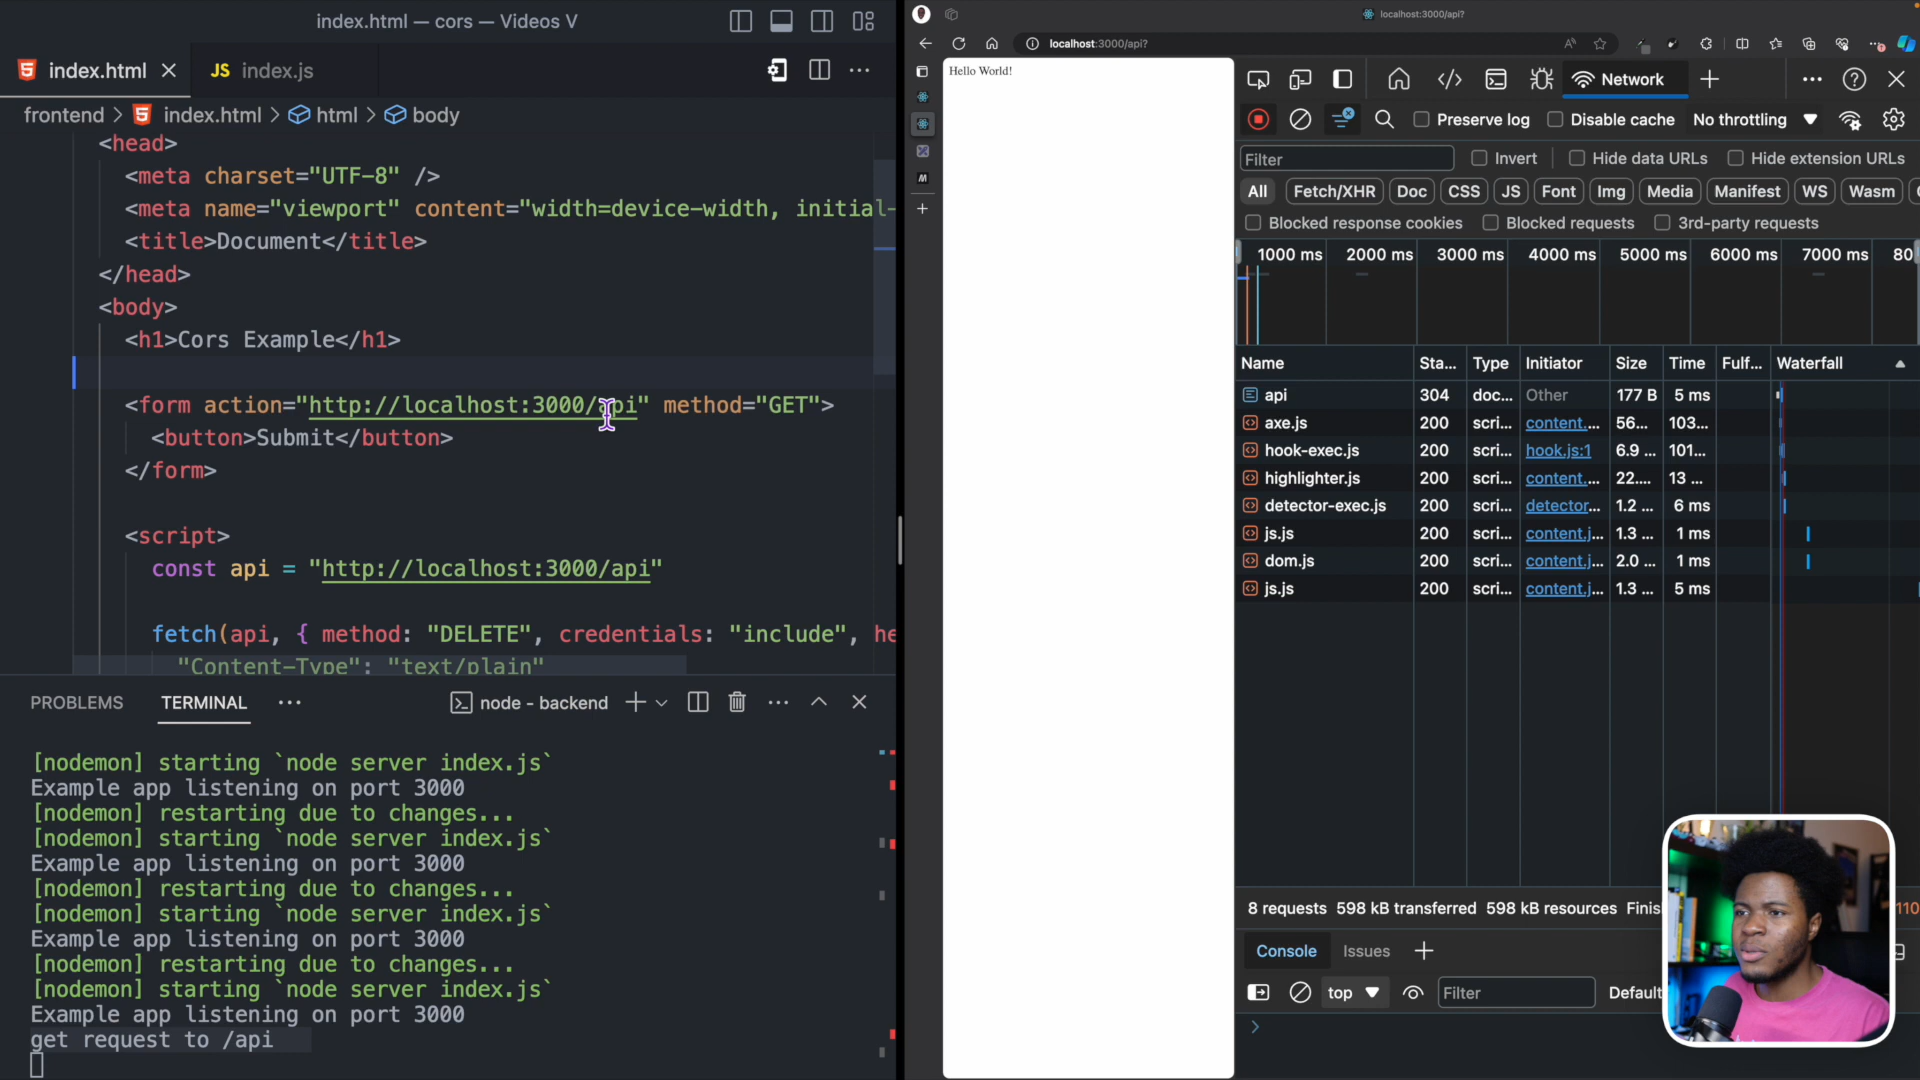 index.html — cors — Videos V
index.html
JS index.js
frontend > index.html > html > body
<head>
<meta charset="UTF-8" />
<meta name="viewport" content="width=device-width, initial-
<title>Document</title>
</head>
<body>
<h1>Cors Example</h1>
<form action="http://localhost:3000/api" method="GET">
<button>Submit</button>
</form>
<script>
const api = "http://localhost:3000/api"
fetch(api, { method: "DELETE", credentials: "include", he
"Content-Type": "text/plain"
PROBLEMS
TERMINAL
node - backend
[nodemon] starting `node server index.js`
Example app listening on port 3000
[nodemon] restarting due to changes...
[nodemon] starting `node server index.js`
Example app listening on port 3000
[nodemon] restarting due to changes...
[nodemon] starting `node server index.js`
Example app listening on port 3000
[nodemon] restarting due to changes...
[nodemon] starting `node server index.js`
Example app listening on port 3000
get request to /api
localhost:3000/api?
localhost:3000/api?
Hello World!
Network
Preserve log
Disable cache
No throttling
Filter
Invert
Hide data URLs
Hide extension URLs
All Fetch/XHR Doc CSS JS Font Img Media Manifest WS Wasm
Blocked response cookies
Blocked requests
3rd-party requests
1000 ms 2000 ms 3000 ms 4000 ms 5000 ms 6000 ms 7000 ms 80
Name Sta... Type Initiator Size Time Fulf... Waterfall
api 304 doc... Other 177 B 5 ms
axe.js 200 scri... content.... 56... 103...
hook-exec.js 200 scri... hook.js:1 6.9 ... 101...
highlighter.js 200 scri... content.... 22.... 13 ...
detector-exec.js 200 scri... detector... 1.2 ... 6 ms
js.js 200 scri... content.j... 1.3 ... 1 ms
dom.js 200 scri... content.j... 2.0 ... 1 ms
js.js 200 scri... content.j... 1.3 ... 5 ms
8 requests 598 kB transferred 598 kB resources Finis
110
Console
Issues
top
Filter
Default